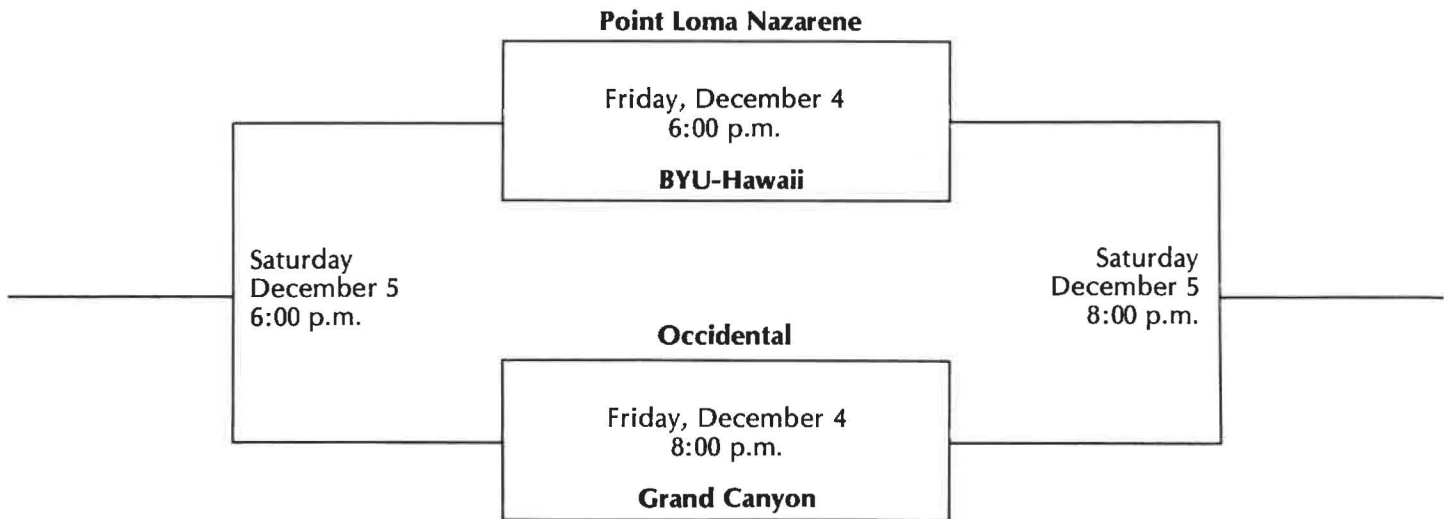 Point Loma Nazarene
Friday, December 4
6:00 p.m.
BYU-Hawaii
Saturday
December 5
6:00 p.m.
Saturday
December 5
8:00 p.m.
Occidental
Friday, December 4
8:00 p.m.
Grand Canyon